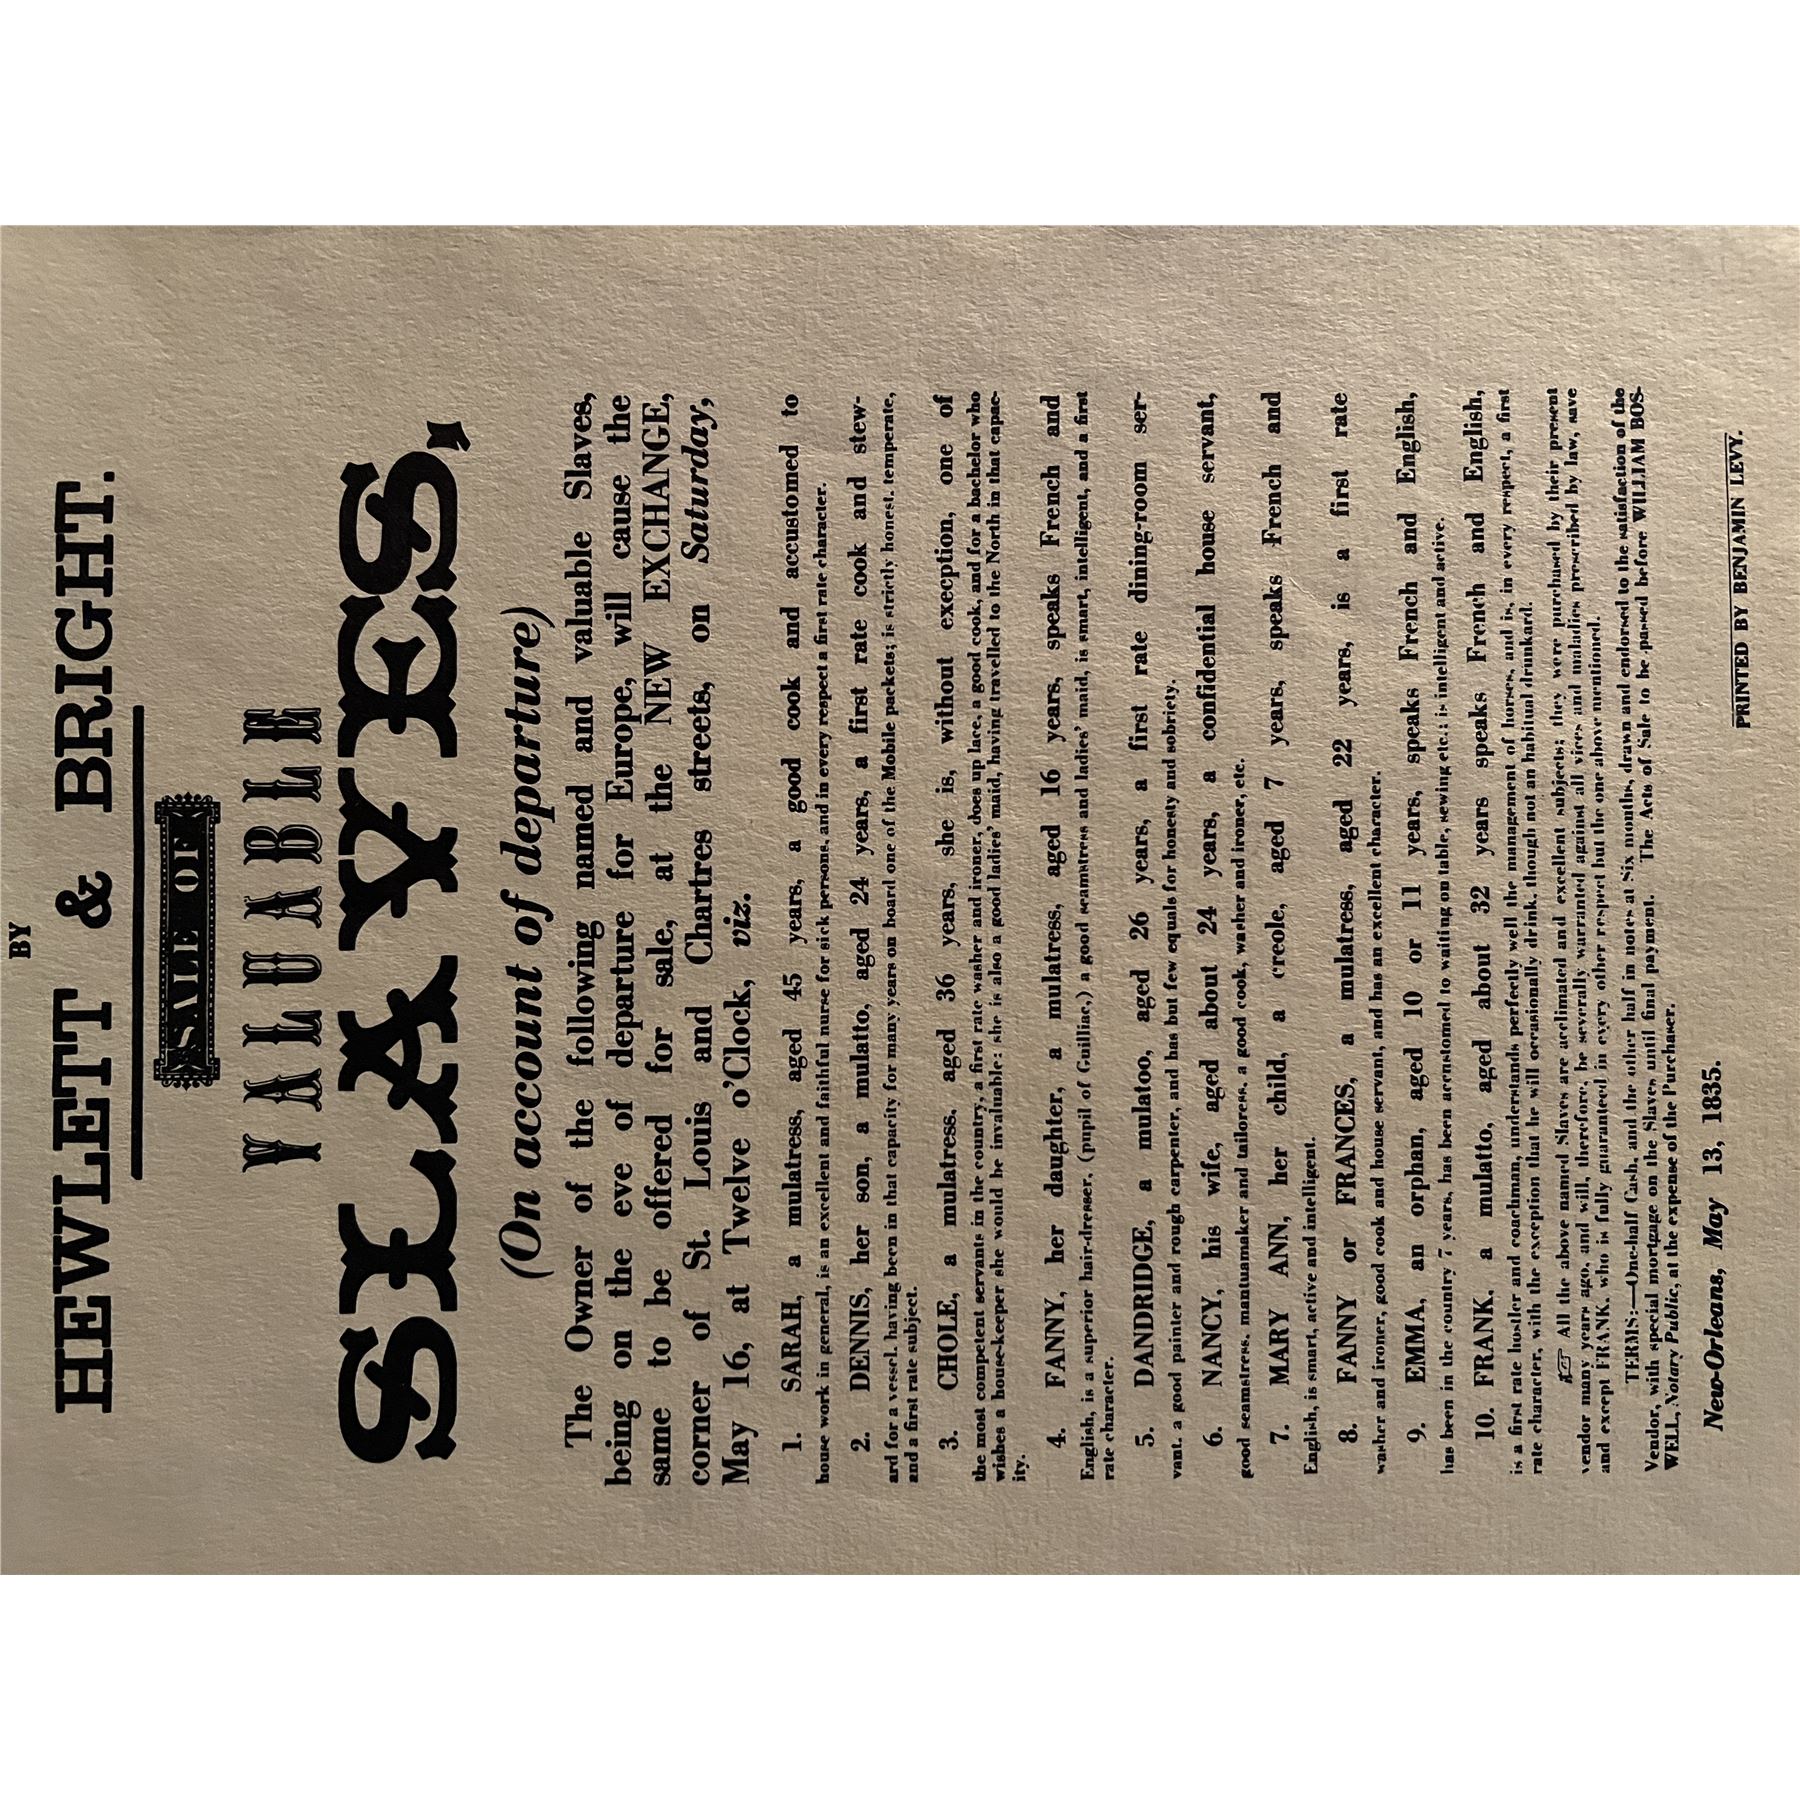 BY
HEWLETT & BRIGHT.
SALE OF
VALUABLE
SLAVES,
(On account of departure)
The Owner of the following named and valuable Slaves,
being on the eve of departure for Europe, will cause the
same to be offered for sale, at the NEW EXCHANGE,
corner of St. Louis and Chartres streets, on Saturday,
May 16, at Twelve o'Clock, viz.
1. SARAH, a mulatress, aged 45 years, a good cook and accustomed to
house work in general, is an excellent and faithful nurse for sick persons, and in every respect a first rate character.
2. DENNIS, her son, a mulatto, aged 24 years, a first rate cook and stew-
ard for a vessel, having been in that capacity for many years on board one of the Mobile packets; is strictly honest, temperate,
and a first rate subject.
3. CHOLE, a mulatress, aged 36 years, she is, without exception, one of
the most competent servants in the country, a first rate washer and ironer, does up lace, a good cook, and for a bachelor who
wishes a house-keeper she would be invaluable; she is also a good ladies' maid, having travelled to the North in that capac-
ity.
4. FANNY, her daughter, a mulatress, aged 16 years, speaks French and
English, is a superior hair-dresser, (pupil of Guilliac,) a good seamstress and ladies' maid, is smart, intelligent, and a first
rate character.
5. DANDRIDGE, a mulatoo, aged 26 years, a first rate dining-room ser-
vant, a good painter and rough carpenter, and has but few equals for honesty and sobriety.
6. NANCY, his wife, aged about 24 years, a confidential house servant,
good seamstress, mantuamaker and tailoress, a good cook, washer and ironer, etc.
7. MARY ANN, her child, a creole, aged 7 years, speaks French and
English, is smart, active and intelligent.
8. FANNY or FRANCES, a mulatress, aged 22 years, is a first rate
washer and ironer, good cook and house servant, and has an excellent character.
9. EMMA, an orphan, aged 10 or 11 years, speaks French and English,
has been in the country 7 years, has been accustomed to waiting on table, sewing etc.; is intelligent and active.
10. FRANK, a mulatto, aged about 32 years speaks French and English,
is a first rate hostler and coachman, understands perfectly well the management of horses, and is, in every respect, a first
rate character, with the exception that he will occasionally drink, though not an habitual drunkard.
☞ All the above named Slaves are acclimated and excellent subjects; they were purchased by their present
vendor many years ago, and will, therefore, be severally warranted against all vices and maladies prescribed by law, save
and except FRANK, who is fully guaranteed in every other respect but the one above mentioned.
TERMS:—One-half Cash, and the other half in notes at Six months, drawn and endorsed to the satisfaction of the
Vendor, with special mortgage on the Slaves until final payment. The Acts of Sale to be passed before WILLIAM BOS-
WELL, Notary Public, at the expense of the Purchaser.
New-Orleans, May 13, 1835.
PRINTED BY BENJAMIN LEVY.